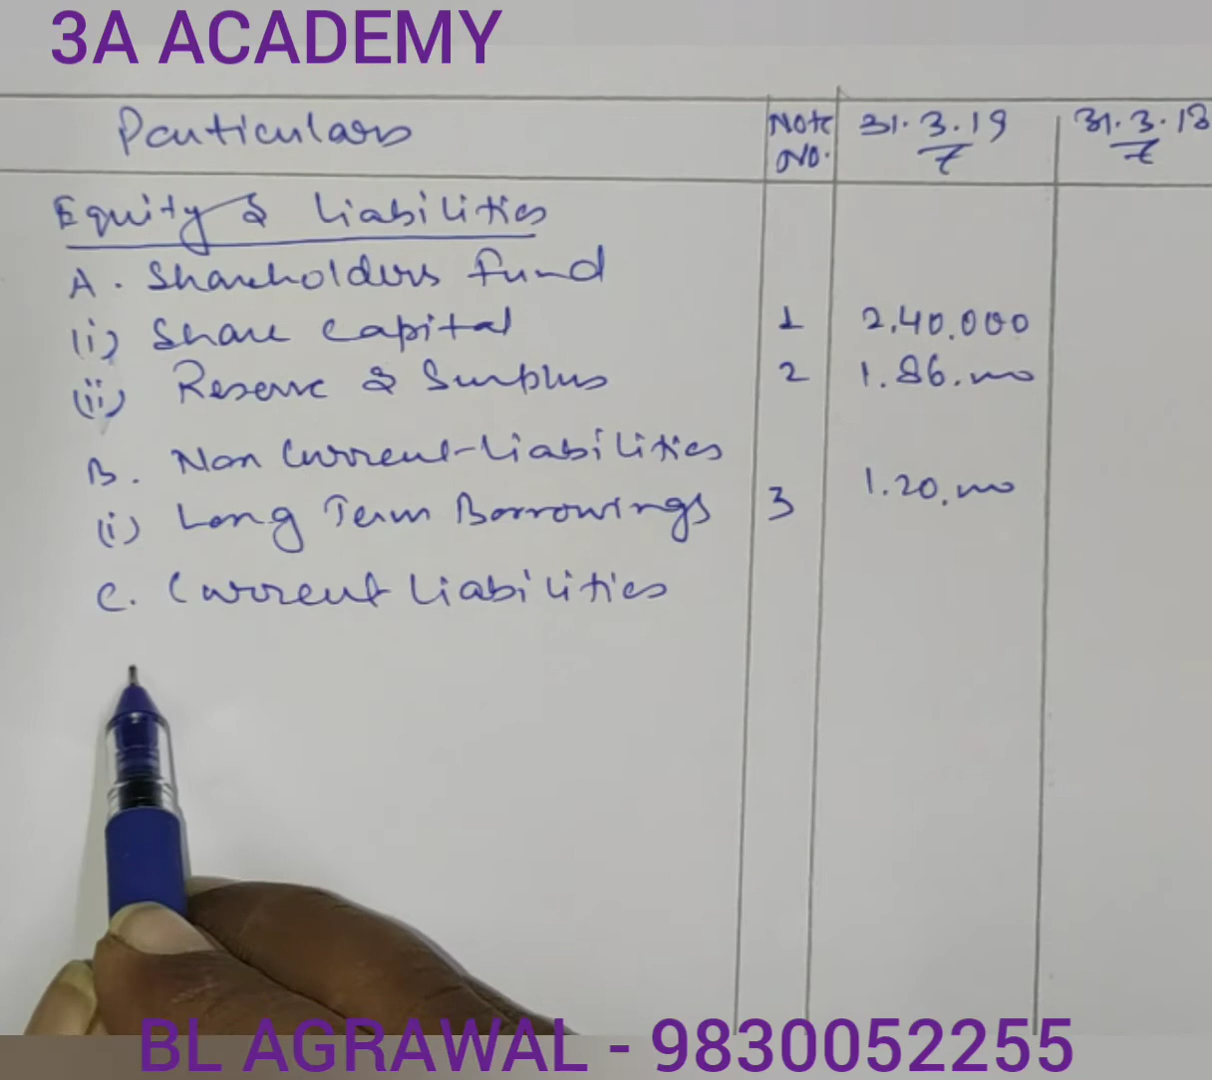 3A ACADEMY
Particulars Note No. 31.3.19 ₹ 31.3.18 ₹
Equity & Liabilities
A. Shareholders Fund
(i) Share Capital 1 2,40,000
(ii) Reserve & Surplus 2 1.86.000
B. Non Current Liabilities
(i) Long Term Borrowings 3 1.20,000
C. Current Liabilities
BL AGRAWAL - 9830052255